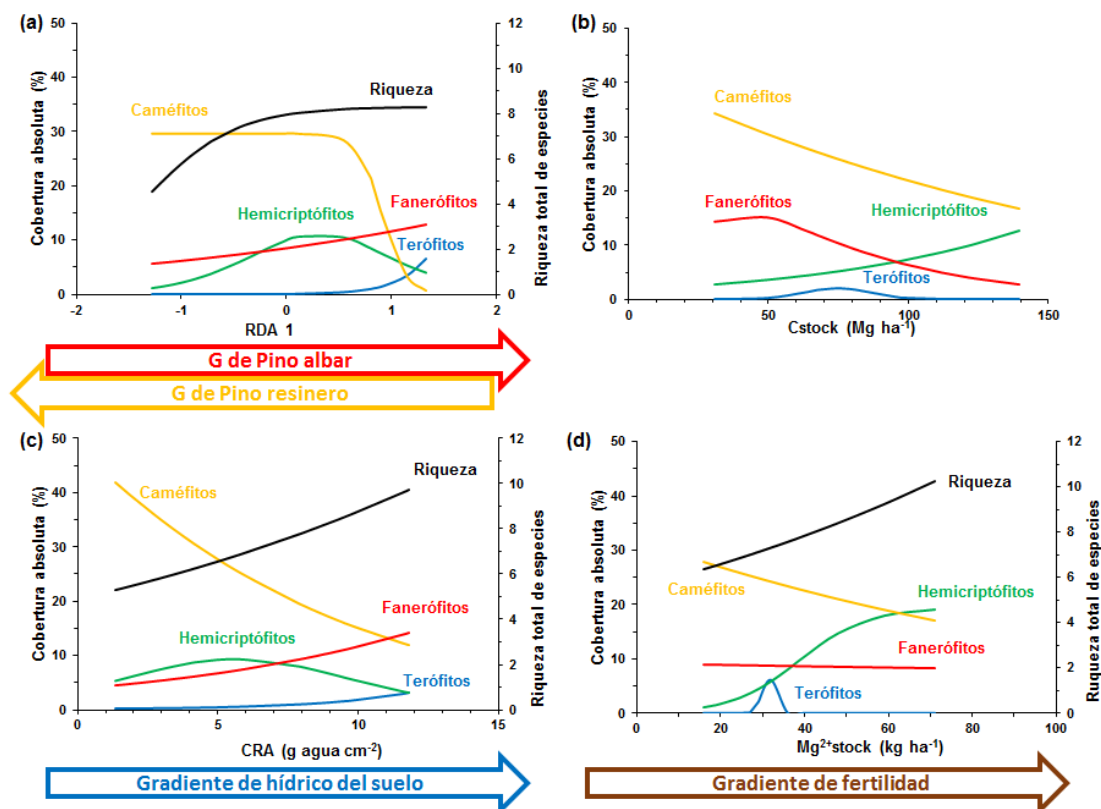 (a)
50
40
30
20
10
0
Cobertura absoluta (%)
Caméfitos
Riqueza
Hemicriptófitos
Fanerófitos
Terófitos
12
10
8
6
4
2
0
Riqueza total de especies
-2
-1
0
1
2
RDA 1
(b)
50
40
30
20
10
0
Cobertura absoluta (%)
Caméfitos
Fanerófitos
Hemicriptófitos
Terófitos
0
50
100
150
Cstock (Mg ha-1)
G de Pino albar
G de Pino resinero
(c)
50
40
30
20
10
0
Cobertura absoluta (%)
Caméfitos
Riqueza
Fanerófitos
Hemicriptófitos
Terófitos
12
10
8
6
4
2
0
Riqueza total de especies
0
5
10
15
CRA (g agua cm-2)
Gradiente de hídrico del suelo
(d)
50
40
30
20
10
0
Cobertura absoluta (%)
Riqueza
Caméfitos
Hemicriptófitos
Fanerófitos
Terófitos
12
10
8
6
4
2
0
Ruqueza total de especies
0
20
40
60
80
100
Mg2+stock (kg ha-1)
Gradiente de fertilidad